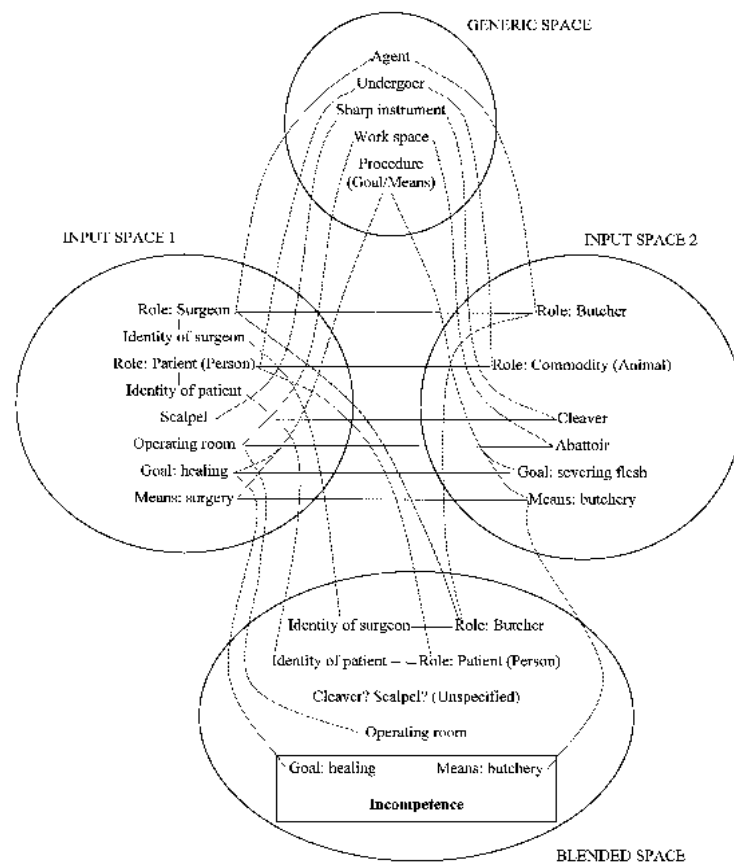 GENERIC SPACE
Agent
Undergoer
Sharp instrument
Work space
Procedure
(Goal/Means)
INPUT SPACE 1
INPUT SPACE 2
Role: Surgeon
Role: Butcher
Identity of surgeon
Role: Patient (Person)
Role: Commodity (Animal)
Identity of patient
Scalpel
Cleaver
Operating room
Abattoir
Goal: healing
Goal: severing flesh
Means: surgery
Means: butchery
Identity of surgeon
Role: Butcher
Identity of patient
Role: Patient (Person)
Cleaver? Scalpel? (Unspecified)
Operating room
Goal: healing
Means: butchery
Incompetence
BLENDED SPACE